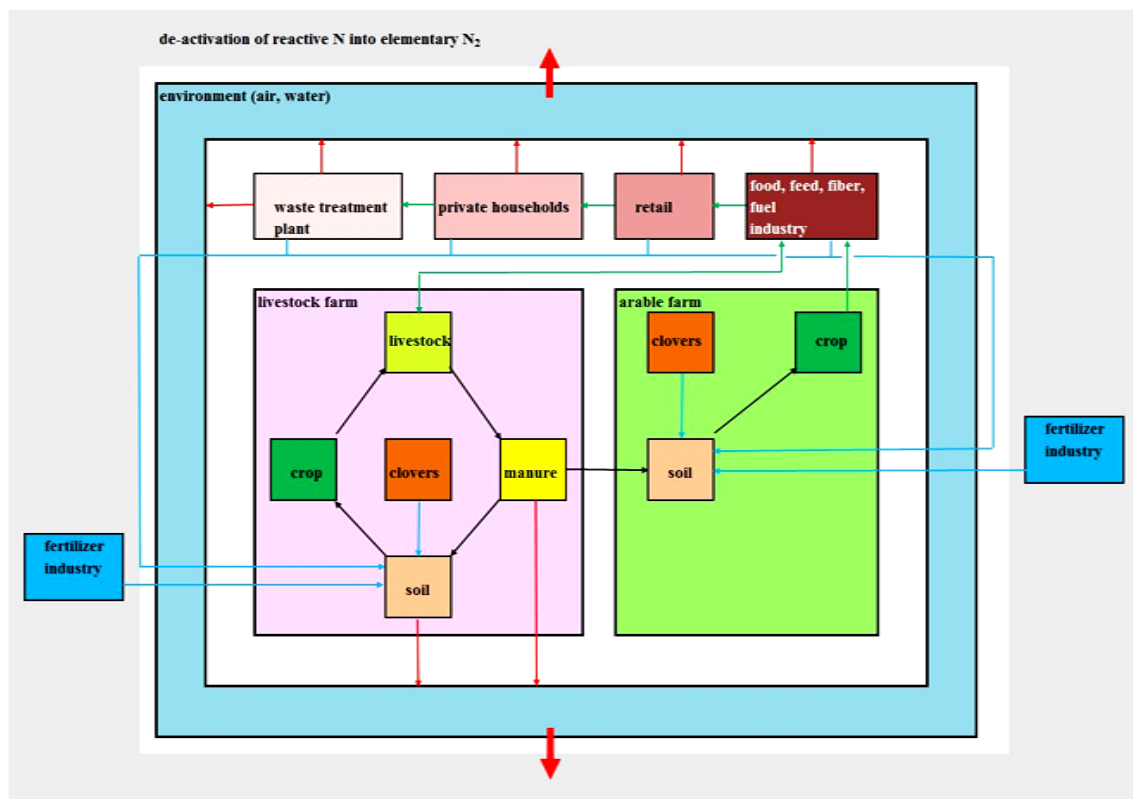 de-activation of reactive N into elementary N₂
environment (air, water)
waste treatment
plant
private households
retail
food, feed, fiber,
fuel
industry
livestock farm
arable farm
livestock
clovers
crop
crop
clovers
manure
soil
fertilizer
industry
fertilizer
industry
soil